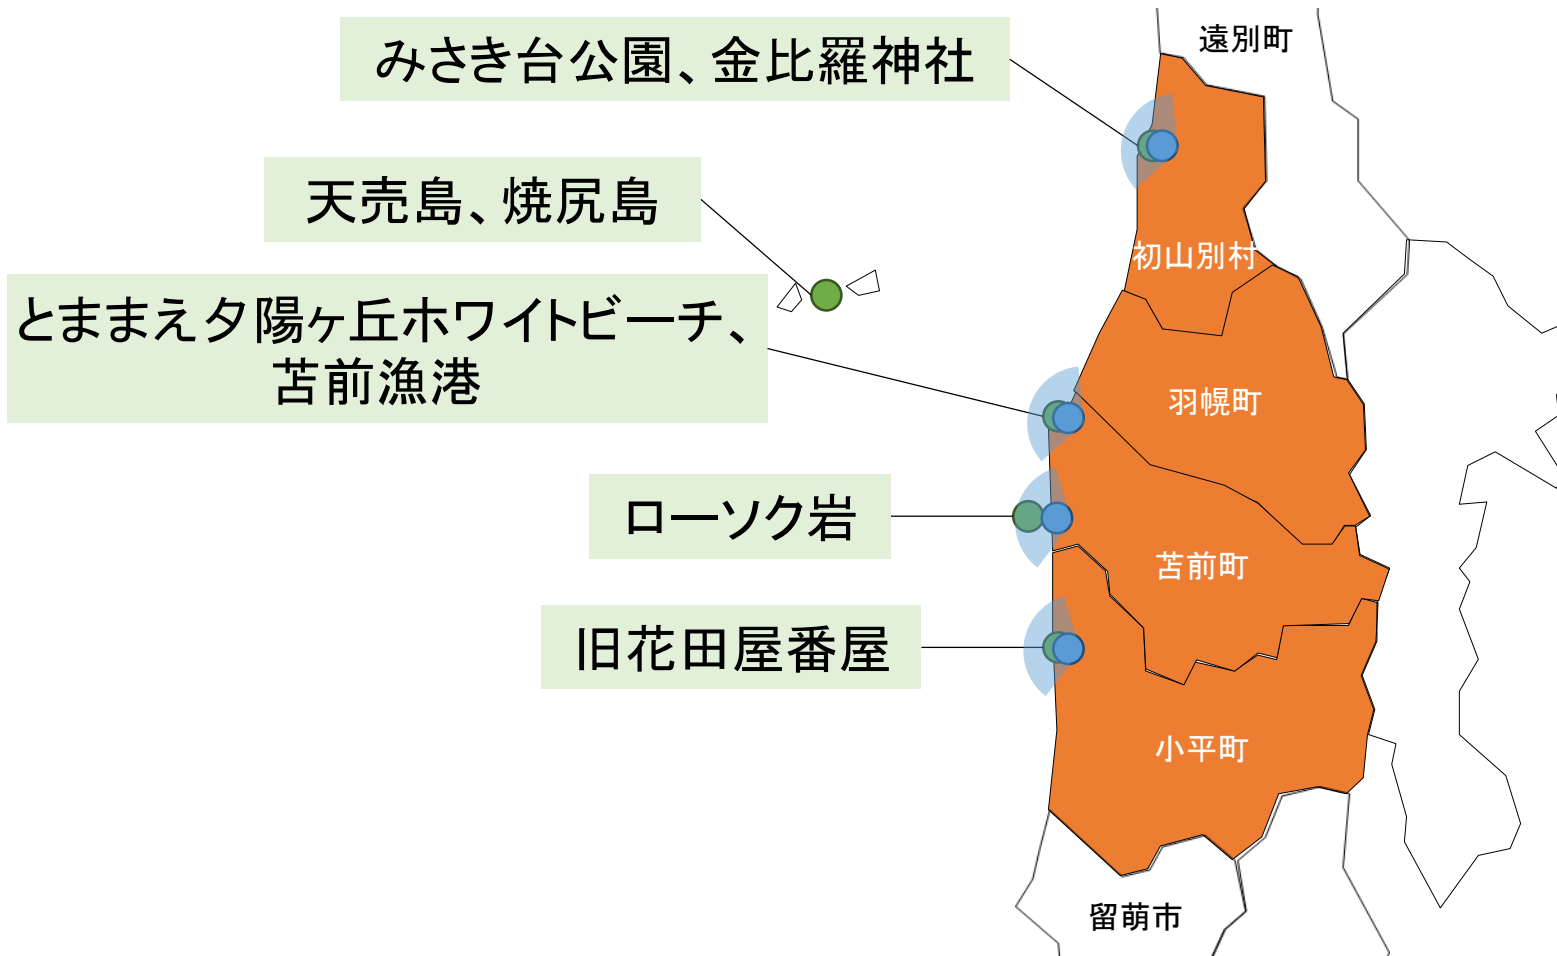 遠別町
みさき台公園、金比羅神社
天売島、焼尻島
初山別村
とままえ夕陽ヶ丘ホワイトビーチ、
苫前漁港
羽幌町
ローソク岩
苫前町
旧花田屋番屋
小平町
留萌市